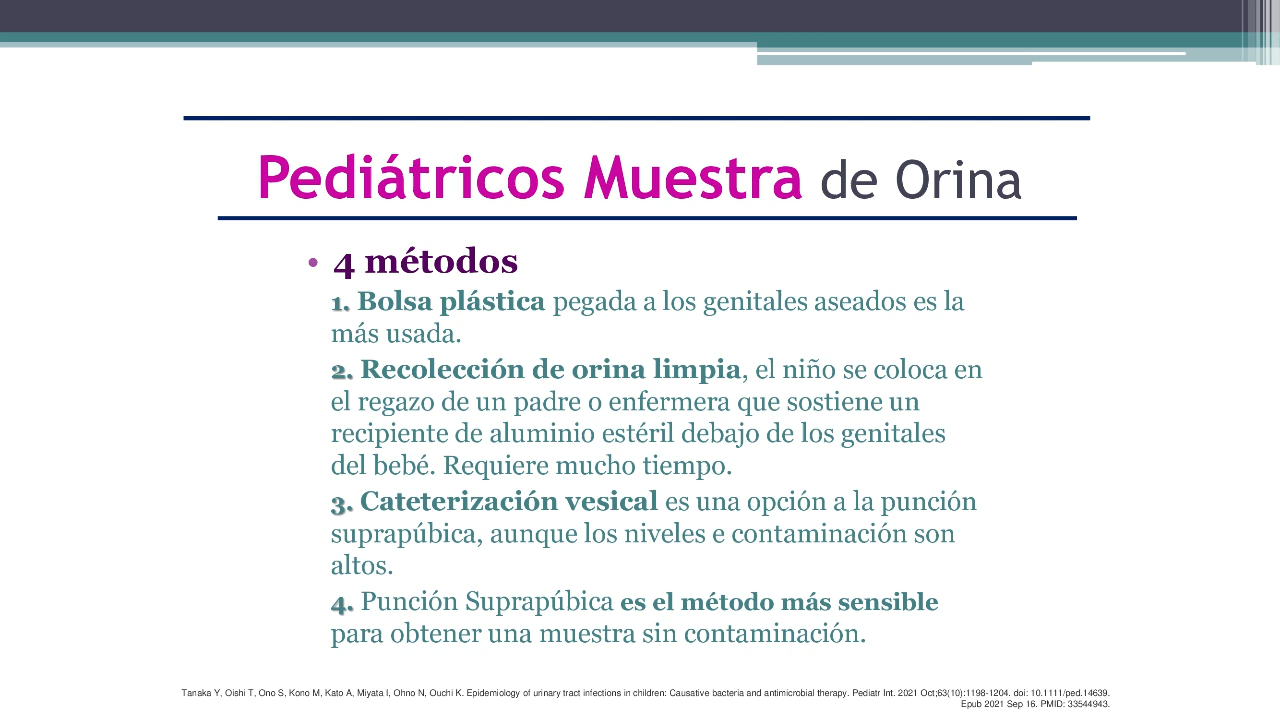 Pediátricos Muestra de Orina
• 4 métodos
1. Bolsa plástica pegada a los genitales aseados es la
más usada.
2. Recolección de orina limpia, el niño se coloca en
el regazo de un padre o enfermera que sostiene un
recipiente de aluminio estéril debajo de los genitales
del bebé. Requiere mucho tiempo.
3. Cateterización vesical es una opción a la punción
suprapúbica, aunque los niveles e contaminación son
altos.
4. Punción Suprapúbica es el método más sensible
para obtener una muestra sin contaminación.
Tanaka Y, Oishi T, Ono S, Kono M, Kato A, Miyata I, Ohno N, Ouchi K. Epidemiology of urinary tract infections in children: Causative bacteria and antimicrobial therapy. Pediatr Int. 2021 Oct;63(10):1198-1204. doi: 10.1111/ped.14639.
Epub 2021 Sep 16. PMID: 33544943.